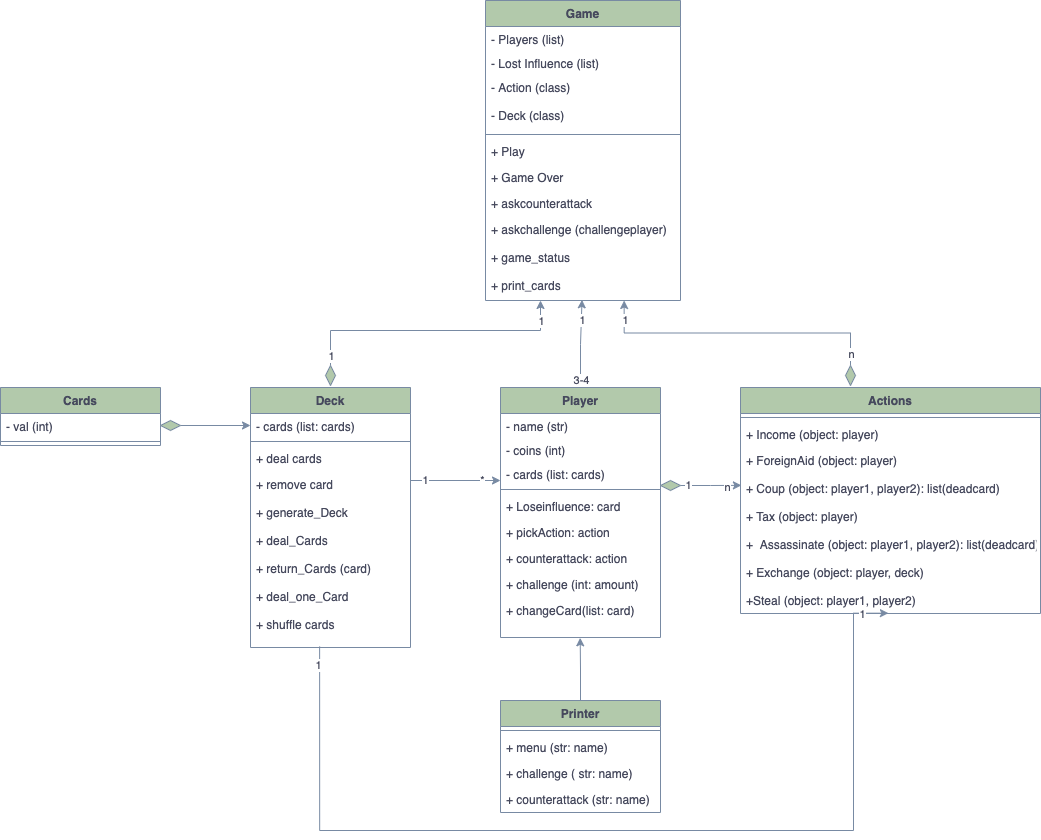 Game
- Players (list)
- Lost Influence (list)
- Action (class)
- Deck (class)
+ Play
+ Game Over
+ askcounterattack
+ askchallenge (challengeplayer)
+ game_status
+ print_cards
1
1
1
1
3-4
n
Cards
- val (int)
Deck
- cards (list: cards)
+ deal cards
+ remove card
+ generate_Deck
+ deal_Cards
+ return_Cards (card)
+ deal_one_Card
+ shuffle cards
1
*
1
Player
- name (str)
- coins (int)
- cards (list: cards)
+ Loseinfluence: card
+ pickAction: action
+ counterattack: action
+ challenge (int: amount)
+ changeCard(list: card)
1
n
Actions
+ Income (object: player)
+ ForeignAid (object: player)
+ Coup (object: player1, player2): list(deadcard)
+ Tax (object: player)
+ Assassinate (object: player1, player2): list(deadcard)
+ Exchange (object: player, deck)
+Steal (object: player1, player2)
1
Printer
+ menu (str: name)
+ challenge ( str: name)
+ counterattack (str: name)